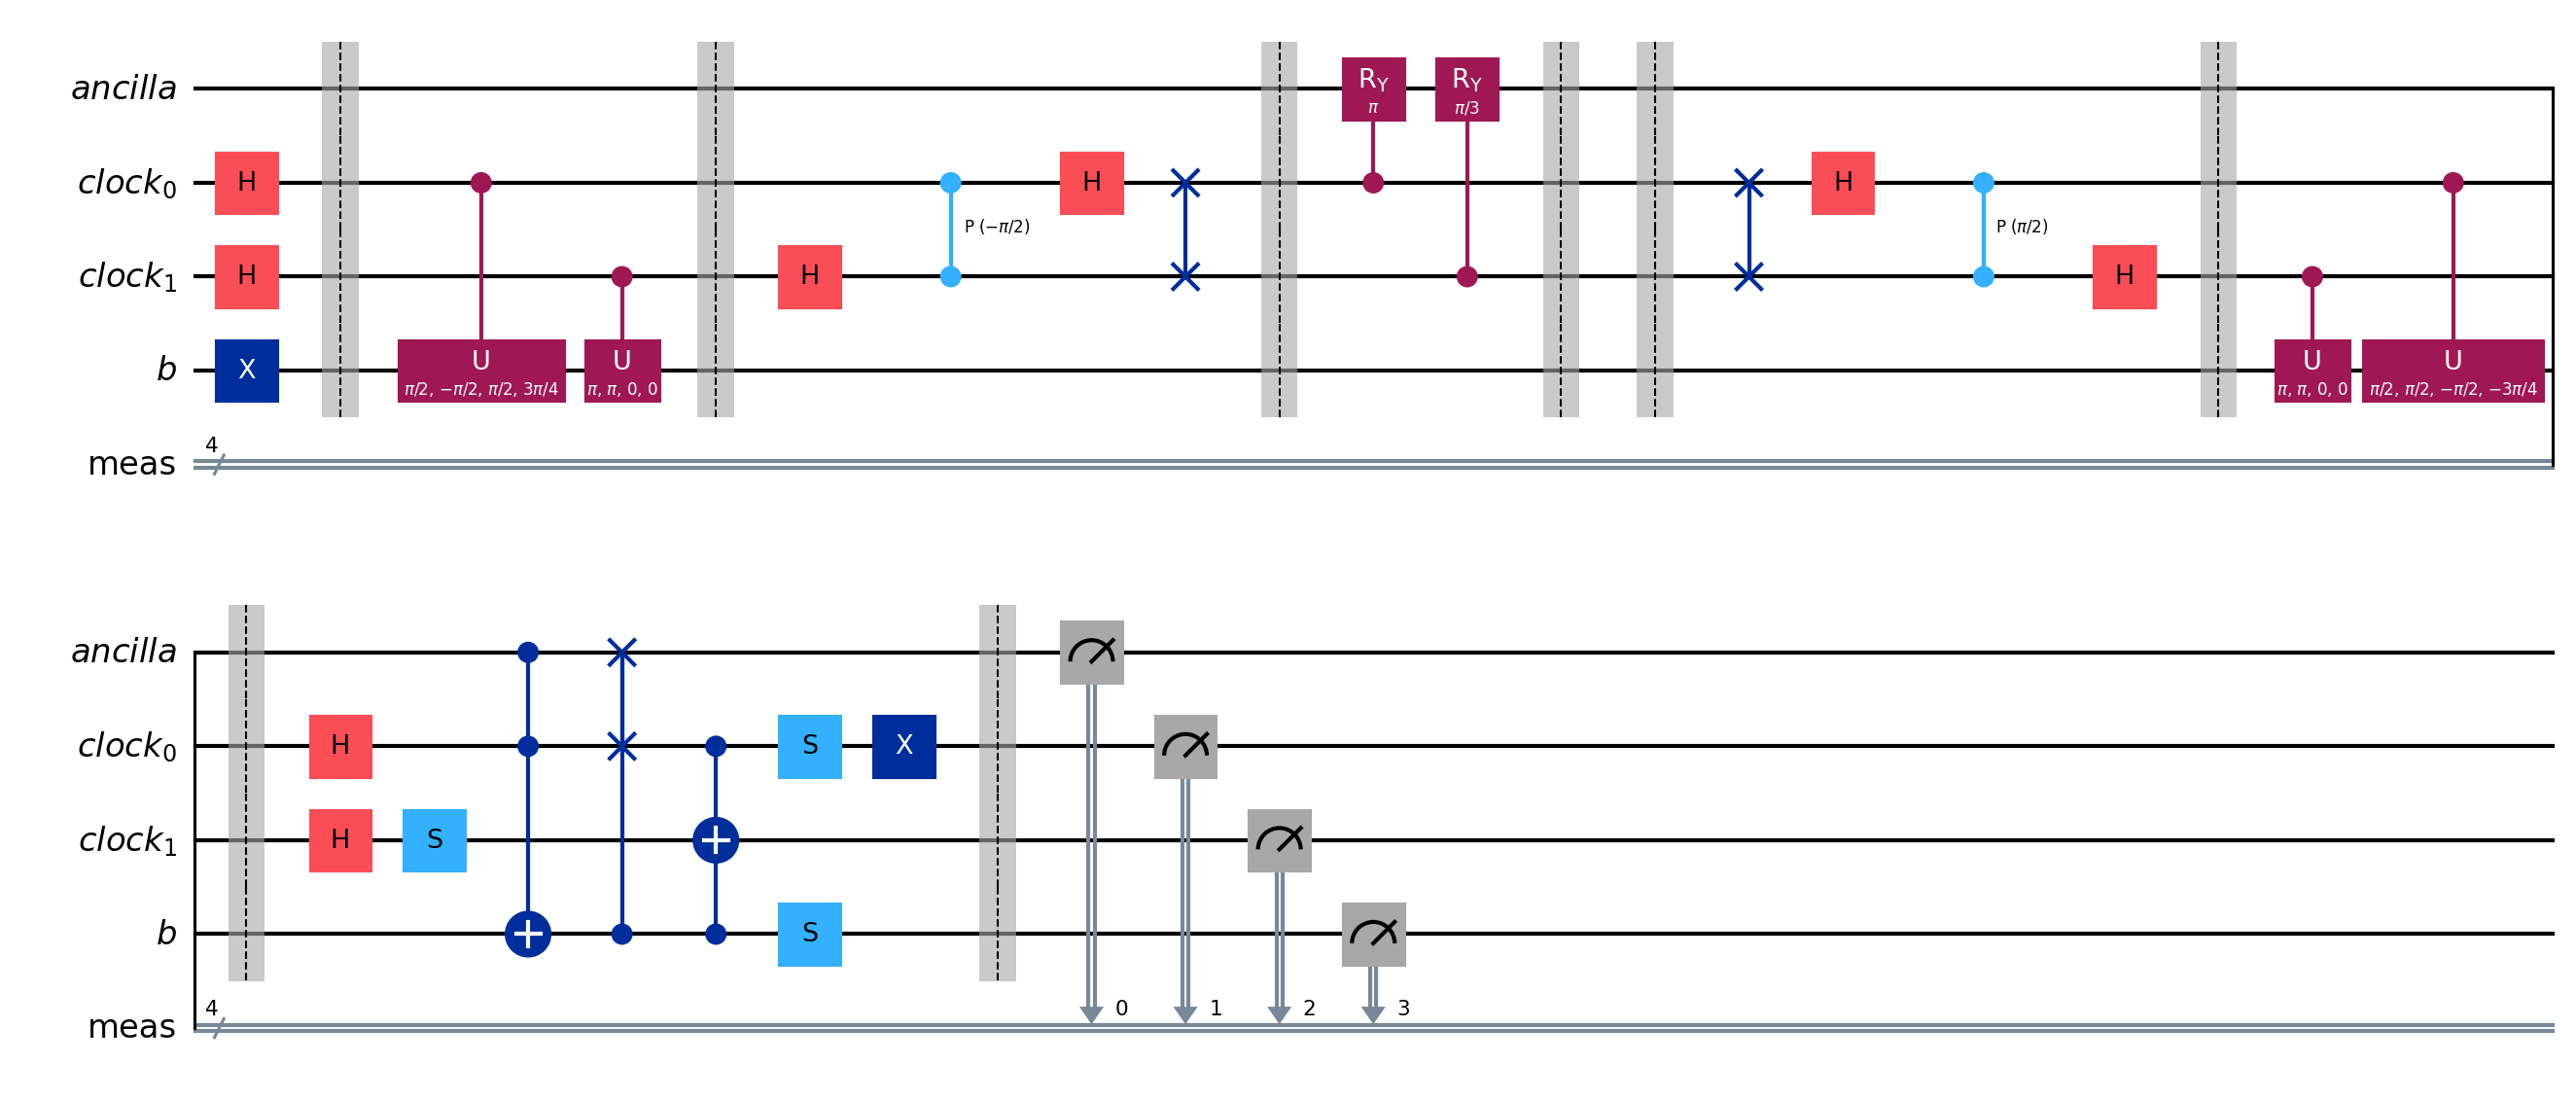 ancilla R_Y π R_Y π/3
clock_0 H H H
P (−π/2) P (π/2)
clock_1 H H H
b X U π/2, −π/2, π/2, 3π/4 U π, π, 0, 0 U π, π, 0, 0 U π/2, π/2, −π/2, −3π/4
meas 4
ancilla
clock_0 H S X
clock_1 H S
b S
meas 4 0 1 2 3